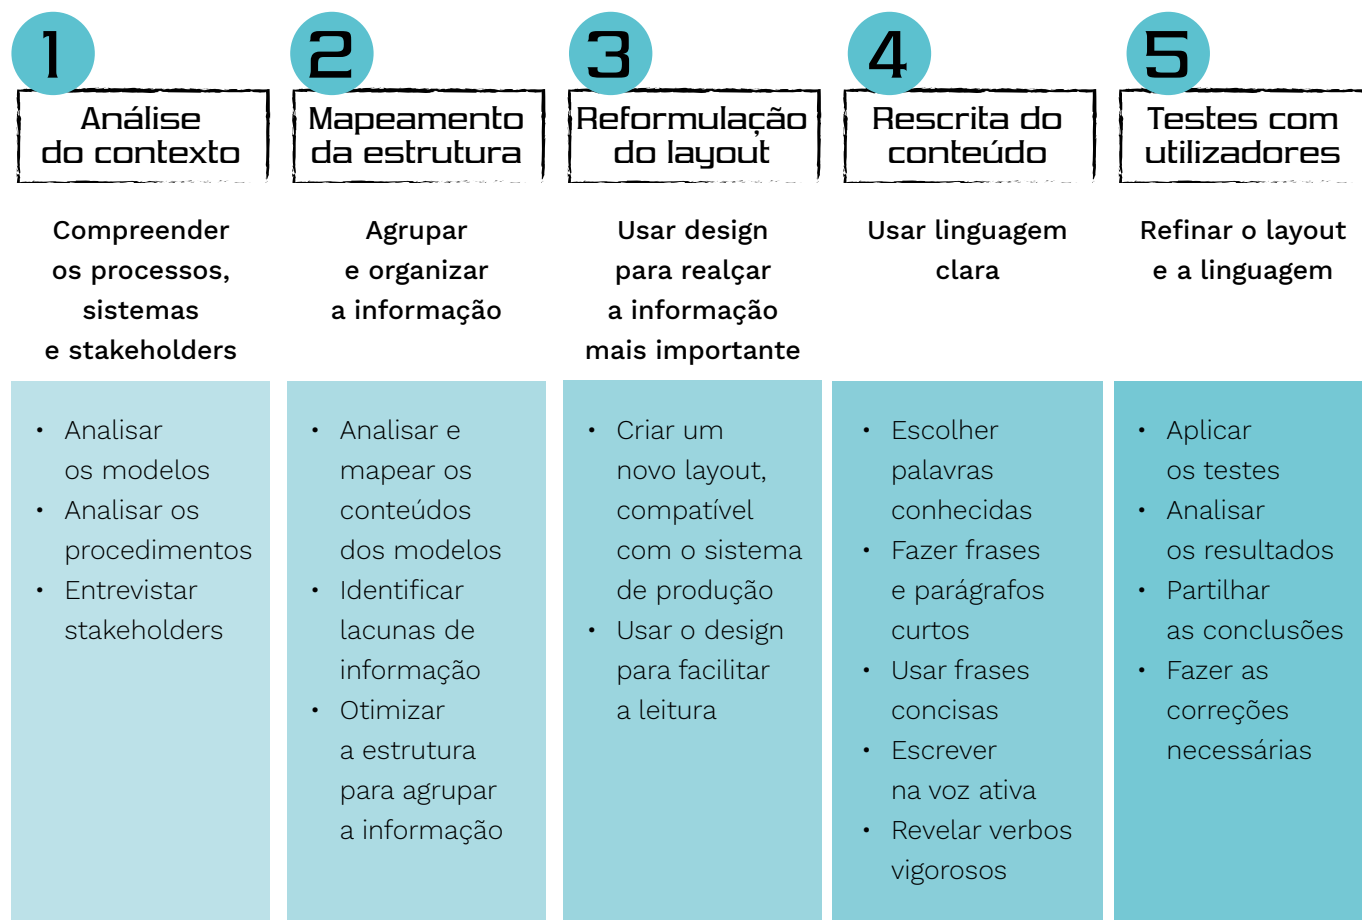 1
Análise
do contexto
Compreender
os processos,
sistemas
e stakeholders
• Analisar
os modelos
• Analisar os
procedimentos
• Entrevistar
stakeholders
2
Mapeamento
da estrutura
Agrupar
e organizar
a informação
• Analisar e
mapear os
conteúdos
dos modelos
• Identificar
lacunas de
informação
• Otimizar
a estrutura
para agrupar
a informação
3
Reformulação
do layout
Usar design
para realçar
a informação
mais importante
• Criar um
novo layout,
compatível
com o sistema
de produção
• Usar o design
para facilitar
a leitura
4
Rescrita do
conteúdo
Usar linguagem
clara
• Escolher
palavras
conhecidas
• Fazer frases
e parágrafos
curtos
• Usar frases
concisas
• Escrever
na voz ativa
• Revelar verbos
vigorosos
5
Testes com
utilizadores
Refinar o layout
e a linguagem
• Aplicar
os testes
• Analisar
os resultados
• Partilhar
as conclusões
• Fazer as
correções
necessárias